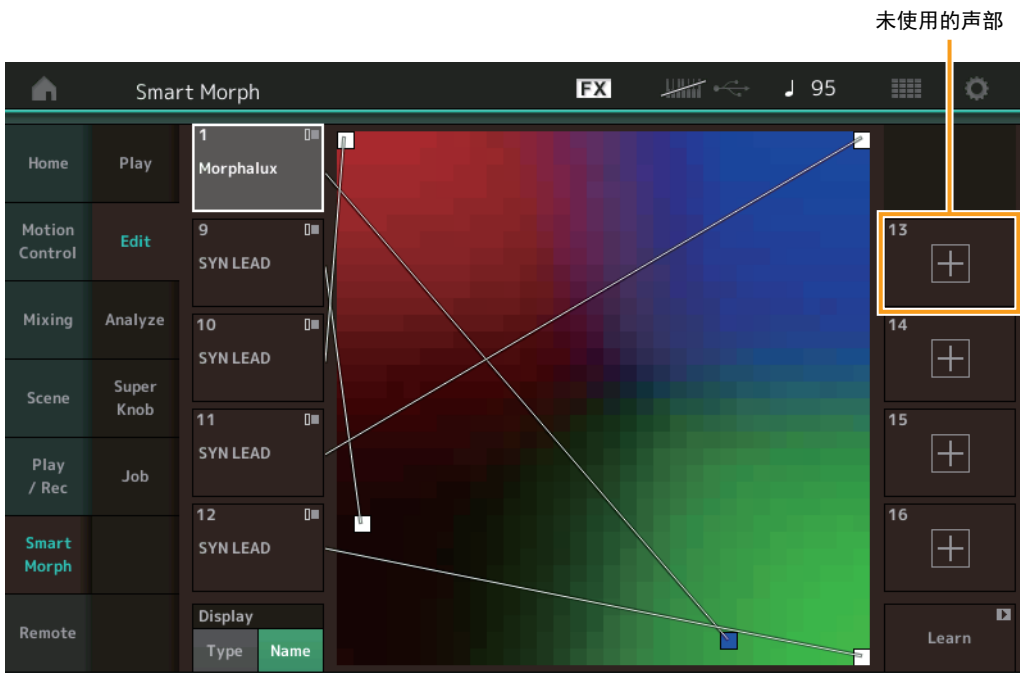 未使用的声部
Smart Morph
FX
95
Home
Play
Motion
Control
Edit
Mixing
Analyze
Scene
Super
Knob
Play
/ Rec
Job
Smart
Morph
Remote
1
Morphalux
9
SYN LEAD
10
SYN LEAD
11
SYN LEAD
12
SYN LEAD
Display
Type
Name
13
14
15
16
Learn